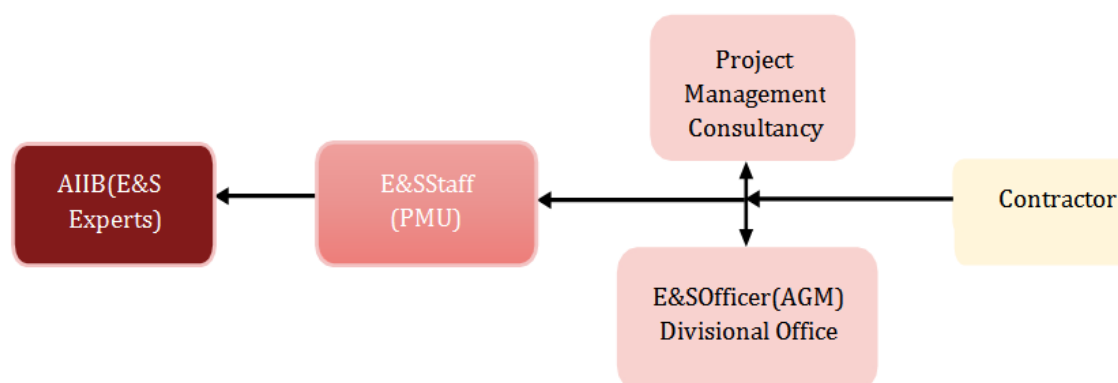 AIIB(E&S
Experts)
E&SStaff
(PMU)
Project
Management
Consultancy
E&SOfficer(AGM)
Divisional Office
Contractor